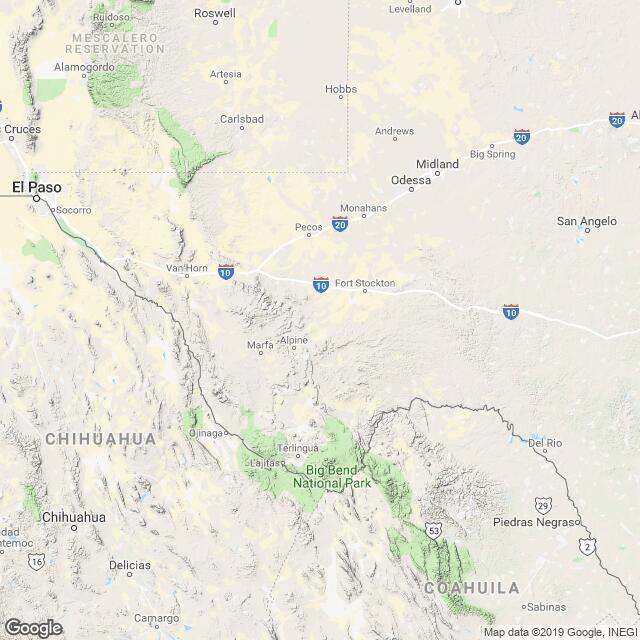 Roswell
Levelland
Ruidoso
MESCALERO
RESERVATION
Alamogordo
Artesia
Hobbs
Carlsbad
20
Cruces
Andrews
20
Big Spring
Midland
El Paso
Odessa
Socorro
Monahans
Pecos
20
San Angelo
Van Horn
10
10
Fort Stockton
10
Marfa
Alpine
CHIHUAHUA
Ojinaga
Del Rio
Terlingua
Lajitas
Big Bend
National Park
29
Chihuahua
53
Piedras Negras
2
16
Delicias
COAHUILA
Camargo
Sabinas
Google
Map data ©2019 Google, INEGI